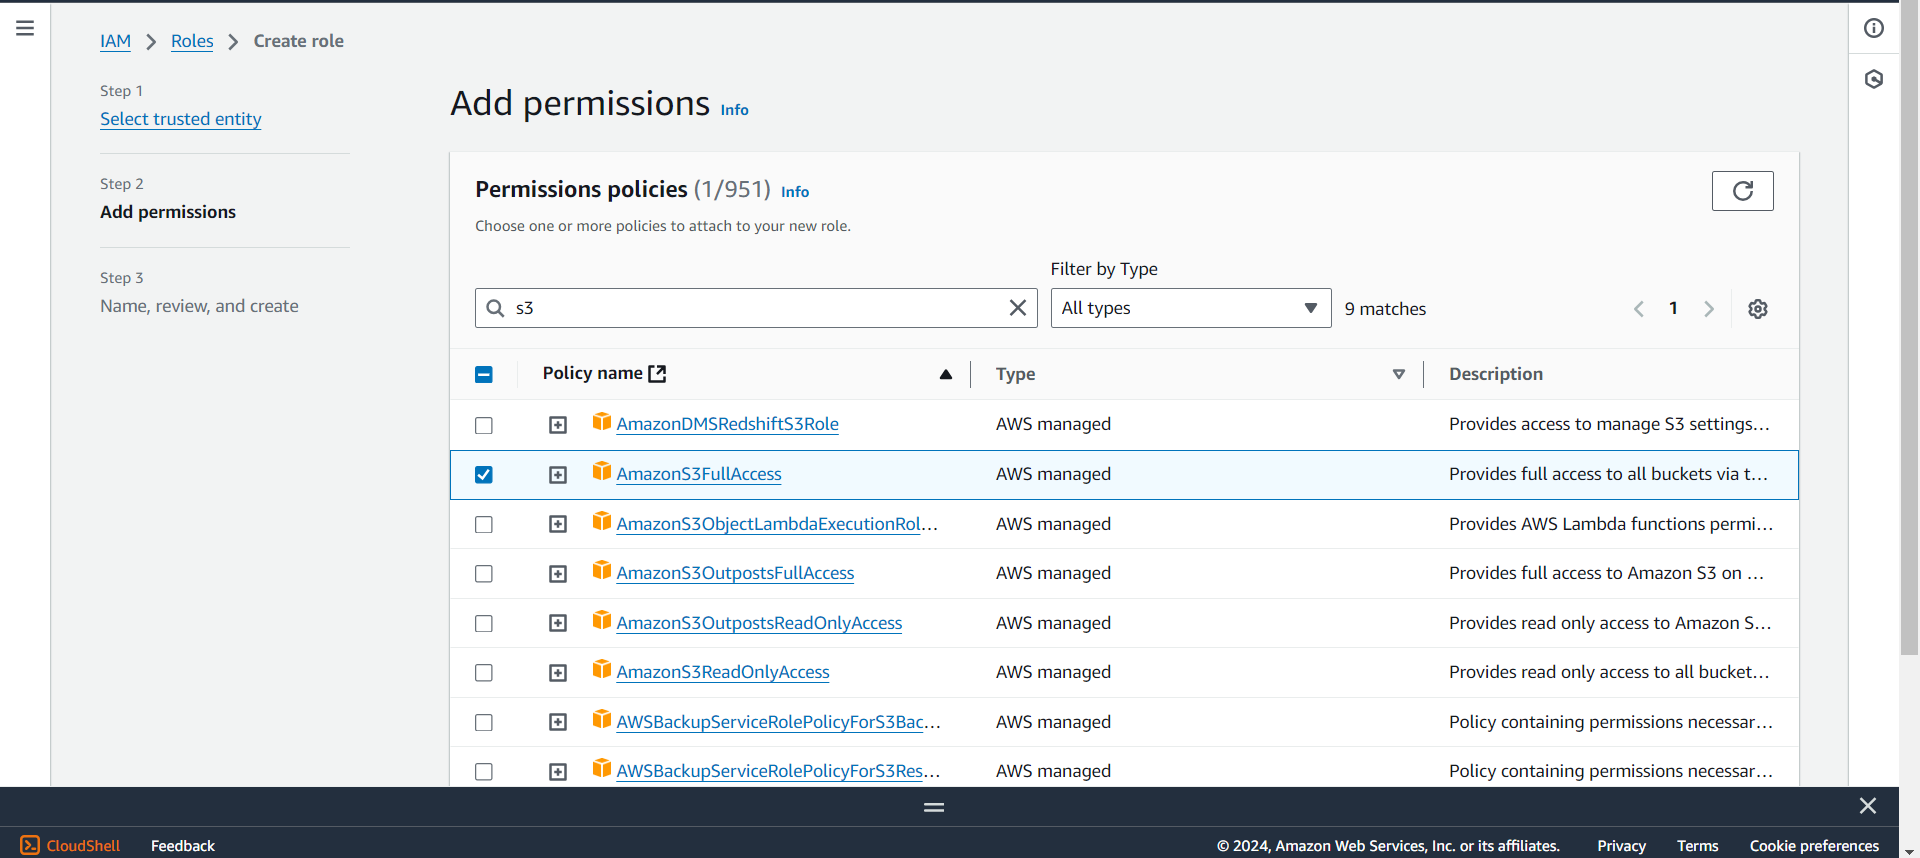 IAM > Roles > Create role
Step 1
Select trusted entity
Step 2
Add permissions
Step 3
Name, review, and create
Add permissions Info
Permissions policies (1/951) Info
Choose one or more policies to attach to your new role.
Filter by Type
s3 All types 9 matches 1
Policy name Type Description
AmazonDMSRedshiftS3Role AWS managed Provides access to manage S3 settings...
AmazonS3FullAccess AWS managed Provides full access to all buckets via t...
AmazonS3ObjectLambdaExecutionRol... AWS managed Provides AWS Lambda functions permi...
AmazonS3OutpostsFullAccess AWS managed Provides full access to Amazon S3 on ...
AmazonS3OutpostsReadOnlyAccess AWS managed Provides read only access to Amazon S...
AmazonS3ReadOnlyAccess AWS managed Provides read only access to all bucket...
AWSBackupServiceRolePolicyForS3Bac... AWS managed Policy containing permissions necessar...
AWSBackupServiceRolePolicyForS3Res... AWS managed Policy containing permissions necessar...
CloudShell Feedback © 2024, Amazon Web Services, Inc. or its affiliates. Privacy Terms Cookie preferences